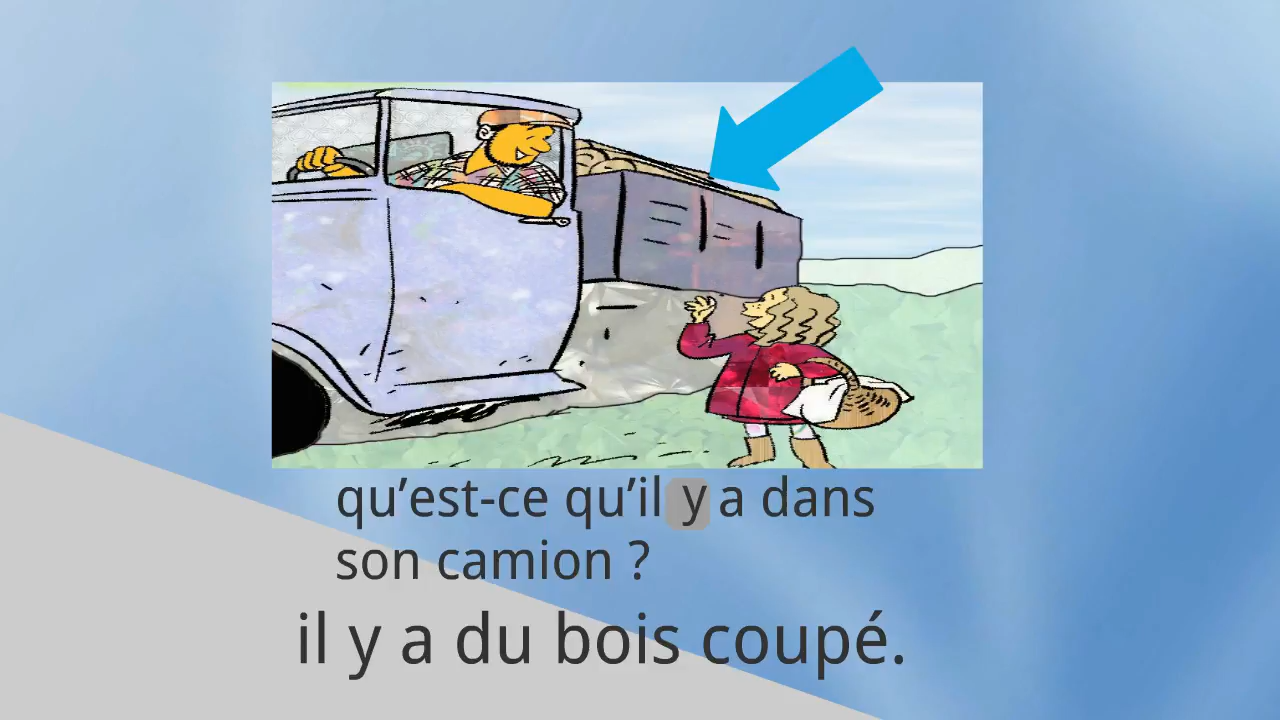 qu’est-ce qu’il y a dans
son camion ?
il y a du bois coupé.